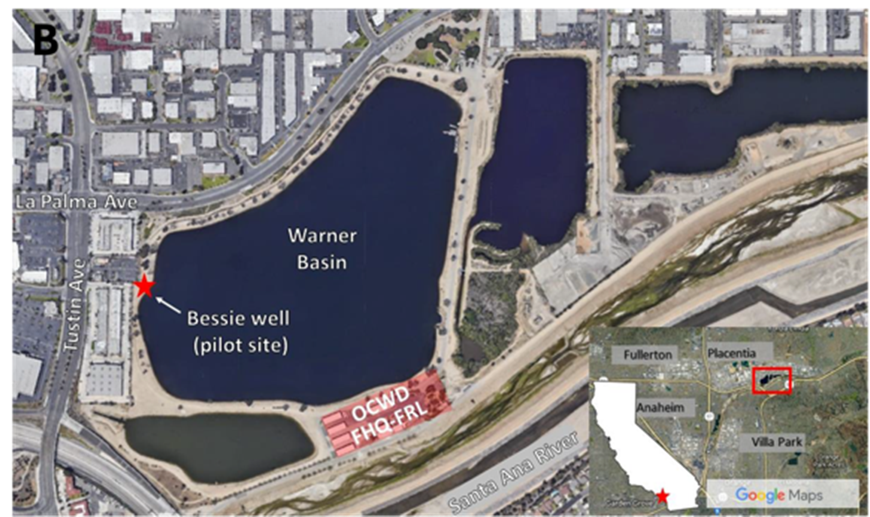 B
La Palma Ave
Tustin Ave
Warner
Basin
Bessie well
(pilot site)
OCWD
FHQ-FRL
Santa Ana River
Fullerton
Placentia
Anaheim
Villa Park
Google Maps